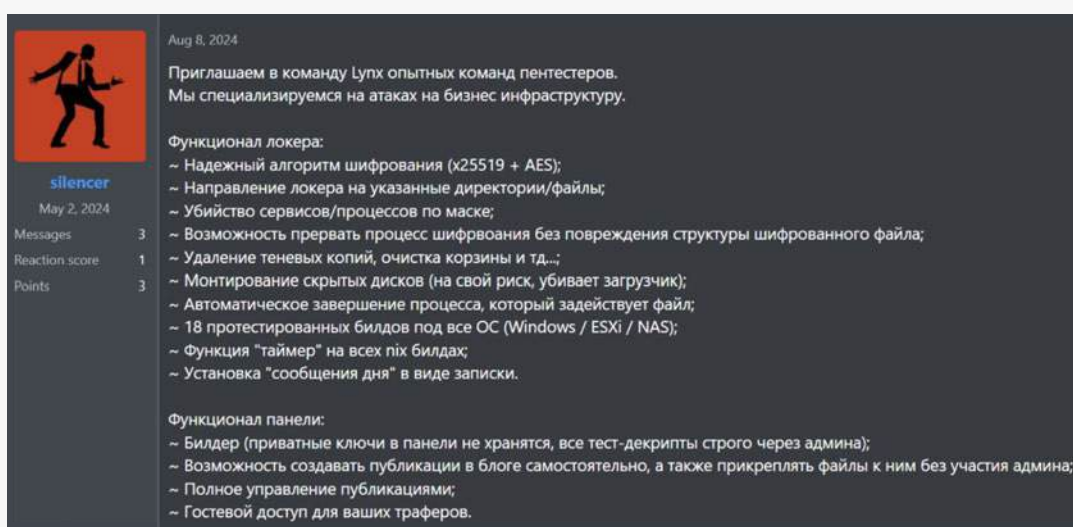 Aug 8, 2024
Приглашаем в команду Lynx опытных команд пентестеров.
Мы специализируемся на атаках на бизнес инфраструктуру.
Функционал локера:
~ Надежный алгоритм шифрования (x25519 + AES);
~ Направление локера на указанные директории/файлы;
~ Убийство сервисов/процессов по маске;
~ Возможность прервать процесс шифрвоания без повреждения структуры шифрованного файла;
~ Удаление теневых копий, очистка корзины и тд...;
~ Монтирование скрытых дисков (на свой риск, убивает загрузчик);
~ Автоматическое завершение процесса, который задействует файл;
~ 18 протестированных билдов под все ОС (Windows / ESXi / NAS);
~ Функция "таймер" на всех nix билдах;
~ Установка "сообщения дня" в виде записки.
Функционал панели:
~ Билдер (приватные ключи в панели не хранятся, все тест-декрипты строго через админа);
~ Возможность создавать публикации в блоге самостоятельно, а также прикреплять файлы к ним без участия админа;
~ Полное управление публикациями;
~ Гостевой доступ для ваших траферов.
silencer
May 2, 2024
Messages 3
Reaction score 1
Points 3